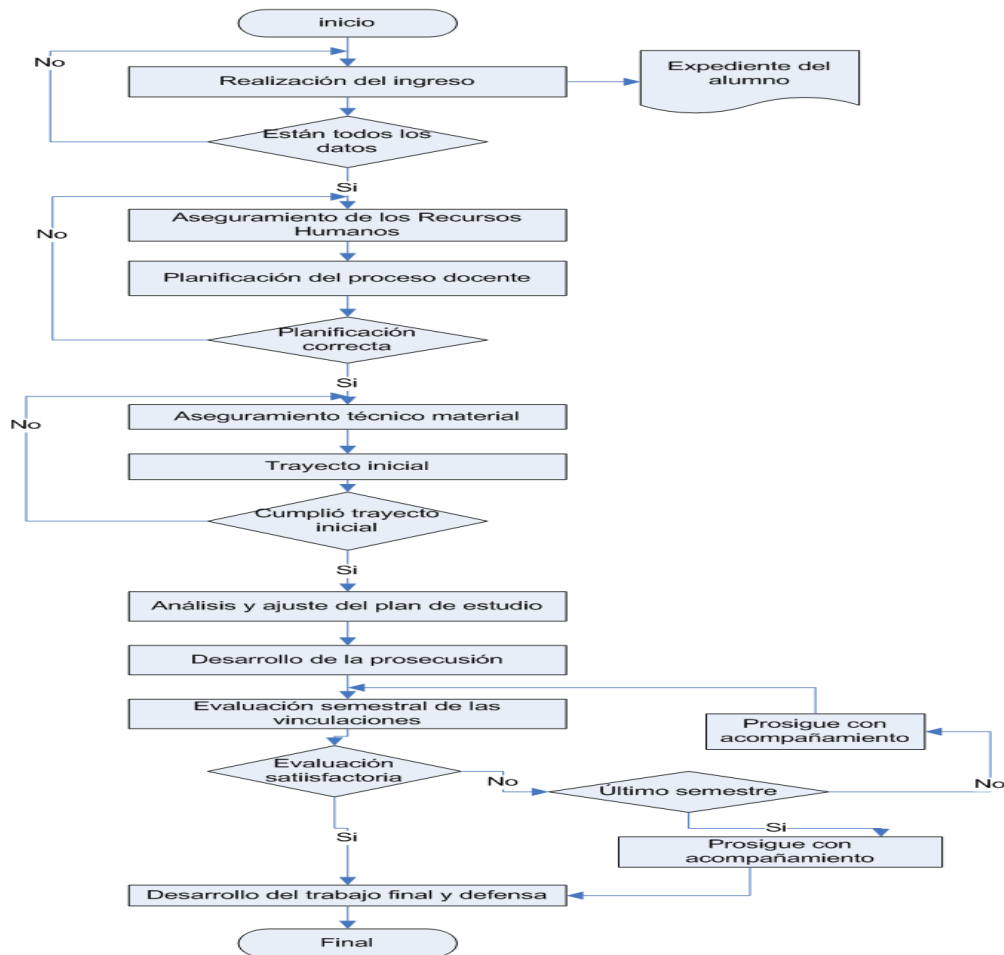 inicio
No
Realización del ingreso
Expediente del
alumno
Están todos los
datos
Si
No
Aseguramiento de los Recursos
Humanos
Planificación del proceso docente
Planificación
correcta
Si
No
Aseguramiento técnico material
Trayecto inicial
Cumplió trayecto
inicial
Si
Análisis y ajuste del plan de estudio
Desarrollo de la prosecusión
Evaluación semestral de las
vinculaciones
Prosigue con
acompañamiento
Evaluación
satiisfactoria
No
Último semestre
No
Si
Si
Prosigue con
acompañamiento
Desarrollo del trabajo final y defensa
Final